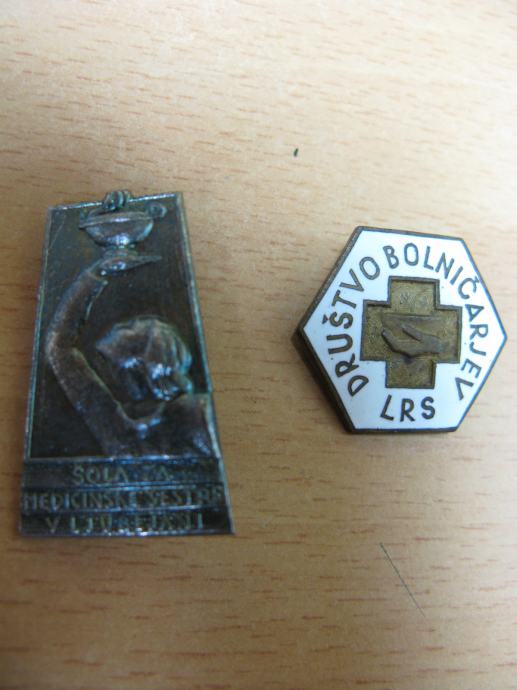 ŠOLA ZA
MEDICINSKE SESTRE
V LJUBLJANI
DRUŠTVO BOLNIČARJEV
LRS